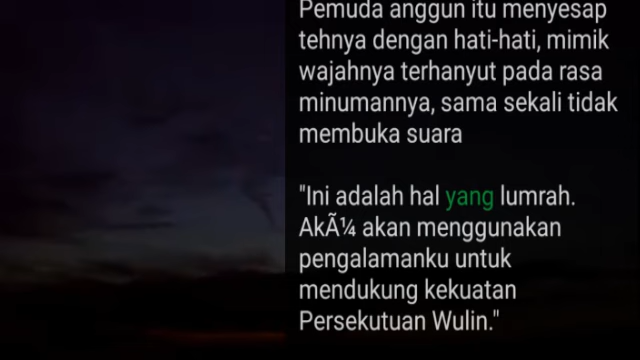 Pemuda anggun itu menyesap
tehnya dengan hati-hati, mimik
wajahnya terhanyut pada rasa
minumannya, sama sekali tidak
membuka suara
"Ini adalah hal yang lumrah.
AkÃ¼ akan menggunakan
pengalamanku untuk
mendukung kekuatan
Persekutuan Wulin."